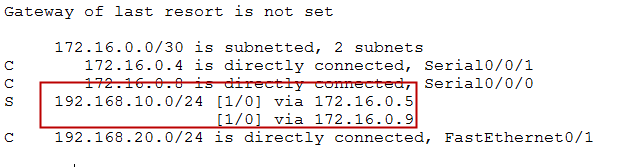 Gateway of last resort is not set
172.16.0.0/30 is subnetted, 2 subnets
C 172.16.0.4 is directly connected, Serial0/0/1
C 172.16.0.8 is directly connected, Serial0/0/0
S 192.168.10.0/24 [1/0] via 172.16.0.5
[1/0] via 172.16.0.9
C 192.168.20.0/24 is directly connected, FastEthernet0/1